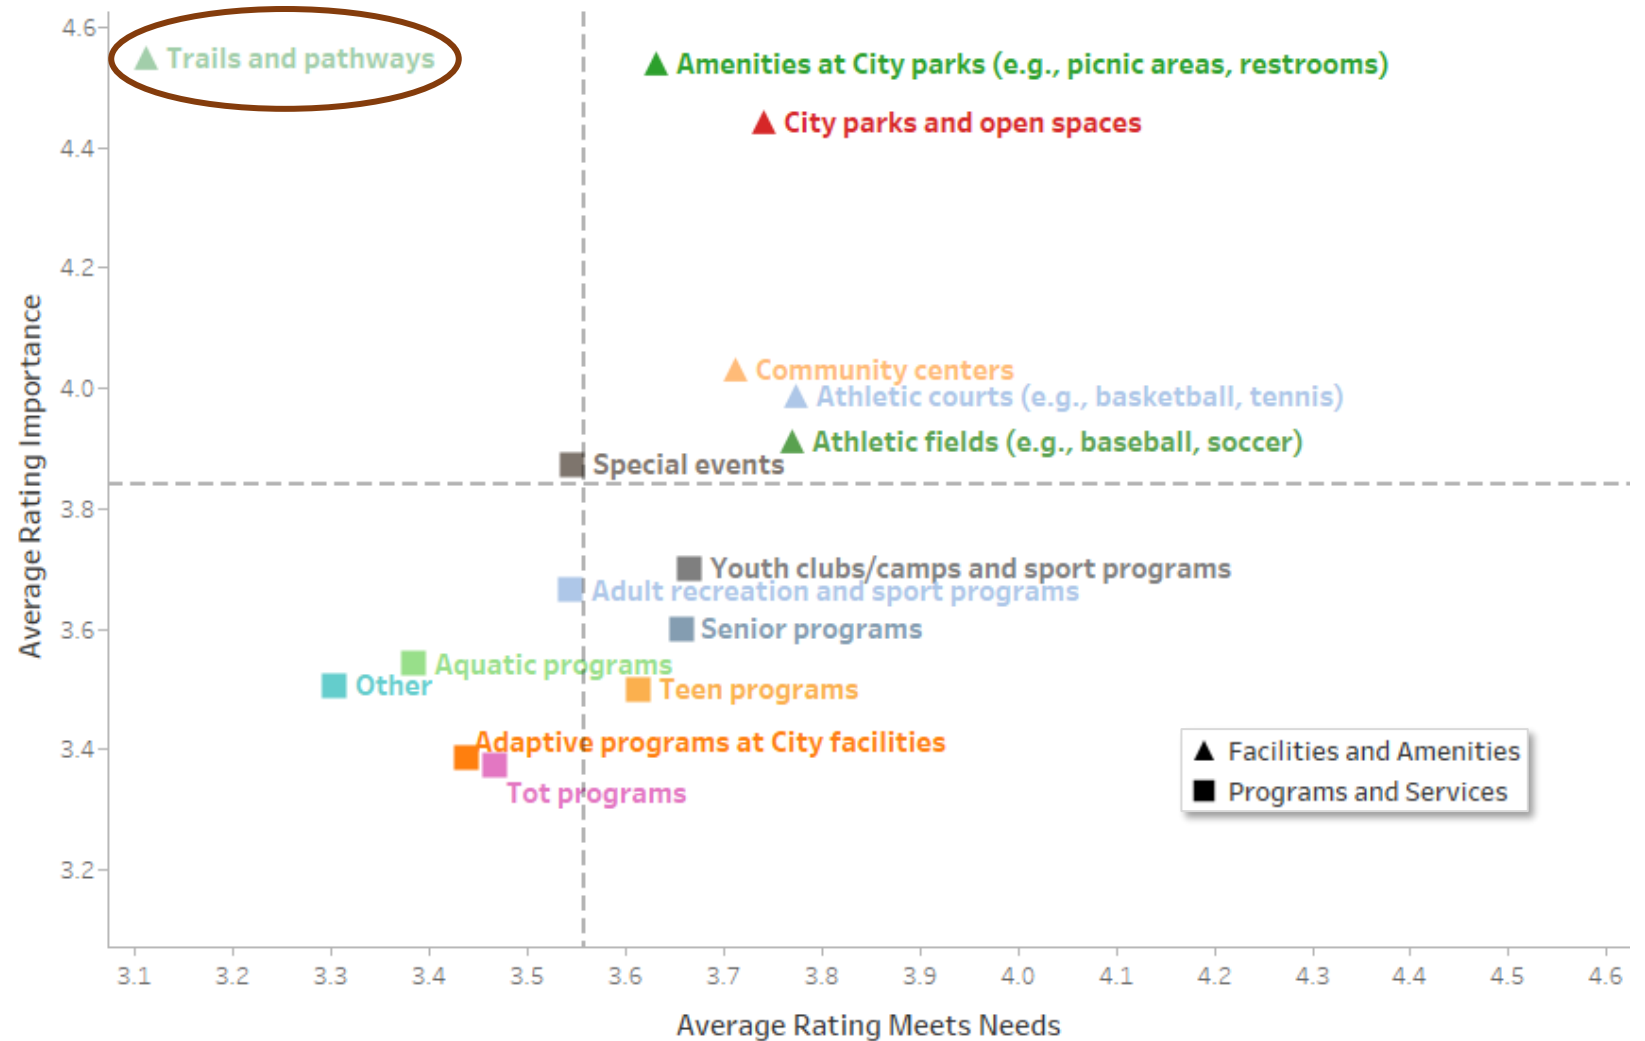 4.6
Trails and pathways
Amenities at City parks (e.g., picnic areas, restrooms)
City parks and open spaces
4.4
4.2
Average Rating Importance
Community centers
4.0
Athletic courts (e.g., basketball, tennis)
Athletic fields (e.g., baseball, soccer)
Special events
3.8
Youth clubs/camps and sport programs
Adult recreation and sport programs
3.6
Senior programs
Aquatic programs
Other
Teen programs
3.4
Adaptive programs at City facilities
Tot programs
Facilities and Amenities
Programs and Services
3.2
3.1 3.2 3.3 3.4 3.5 3.6 3.7 3.8 3.9 4.0 4.1 4.2 4.3 4.4 4.5 4.6
Average Rating Meets Needs